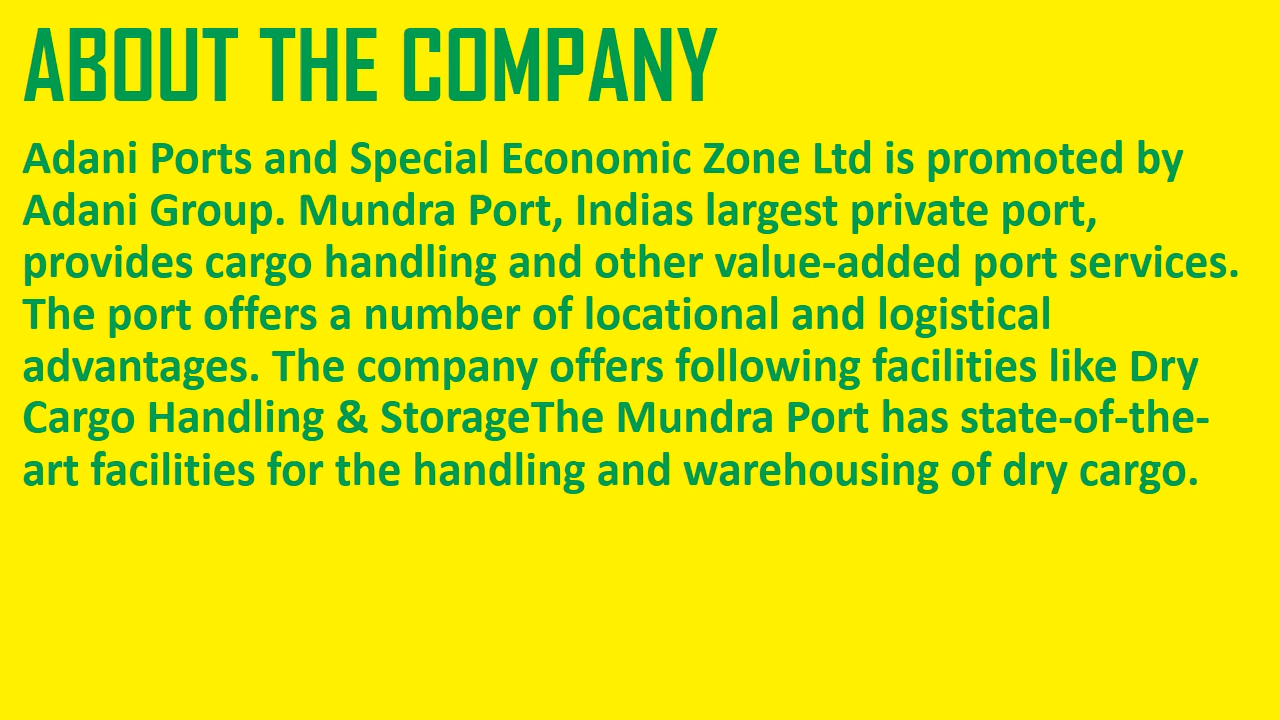 ABOUT THE COMPANY
Adani Ports and Special Economic Zone Ltd is promoted by
Adani Group. Mundra Port, Indias largest private port,
provides cargo handling and other value-added port services.
The port offers a number of locational and logistical
advantages. The company offers following facilities like Dry
Cargo Handling & StorageThe Mundra Port has state-of-the-
art facilities for the handling and warehousing of dry cargo.